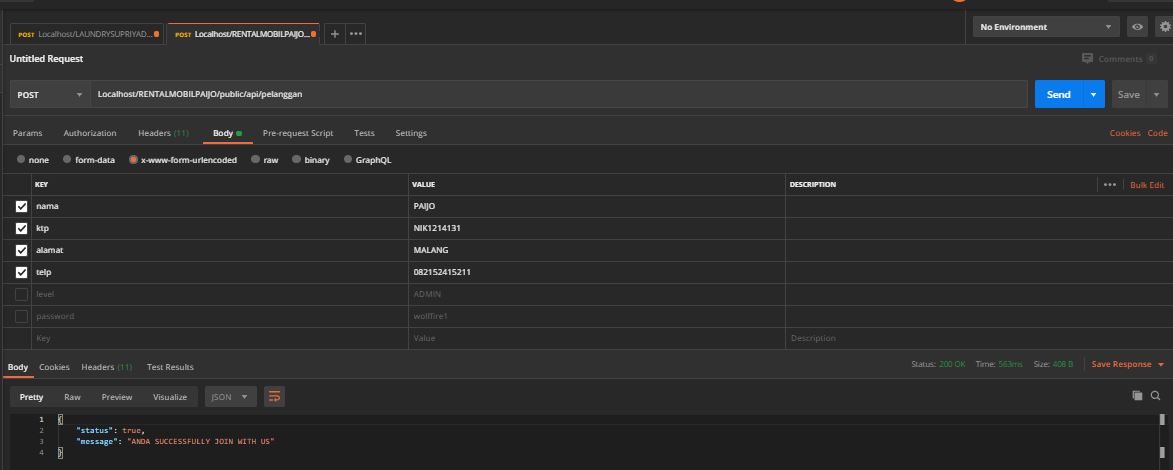 POST Localhost/LAUNDRYSUPRIYAD... POST Localhost/RENTALMOBILPAIJO... + ••• No Environment
Untitled Request Comments 0
POST Localhost/RENTALMOBILPAIJO/public/api/pelanggan Send Save
Params Authorization Headers (11) Body Pre-request Script Tests Settings Cookies Code
none form-data x-www-form-urlencoded raw binary GraphQL
KEY VALUE DESCRIPTION ••• Bulk Edit
nama PAIJO
ktp NIK1214131
alamat MALANG
telp 082152415211
level ADMIN
password wolffire1
Key Value Description
Body Cookies Headers (11) Test Results Status: 200 OK Time: 563ms Size: 408 B Save Response
Pretty Raw Preview Visualize JSON
1 {
2 "status": true,
3 "message": "ANDA SUCCESSFULLY JOIN WITH US"
4 }